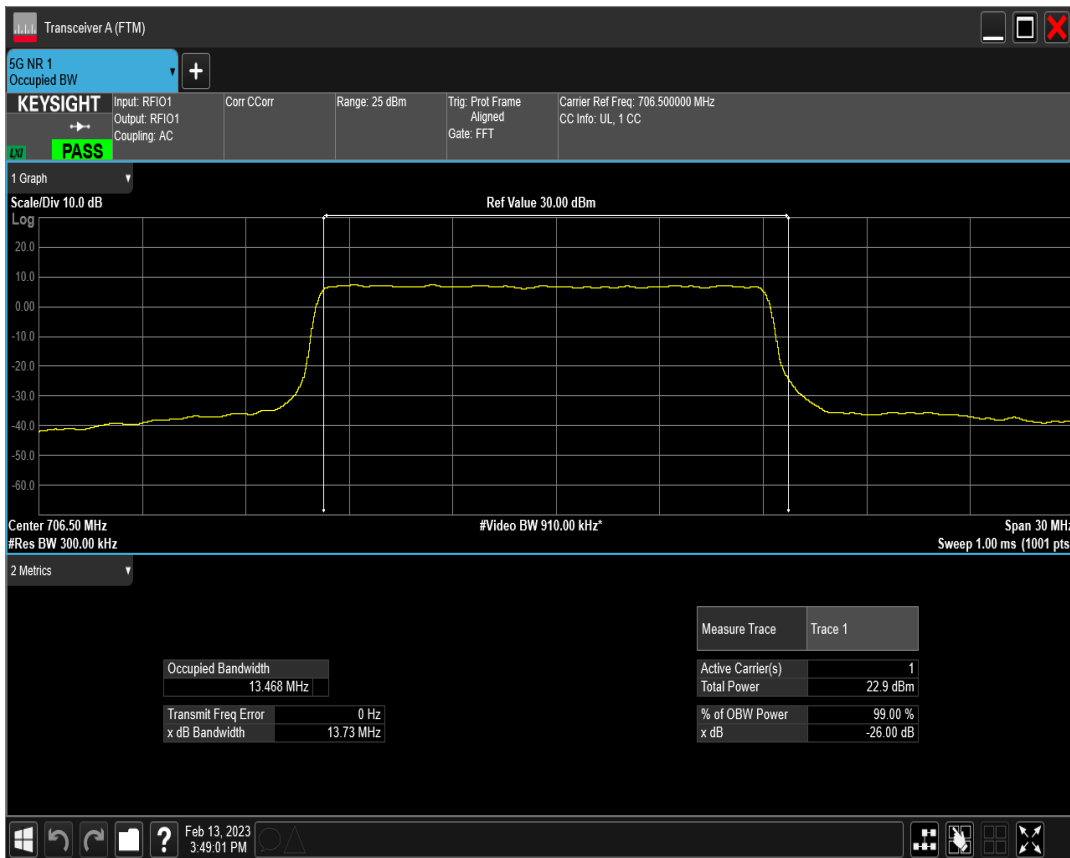 Transceiver A (FTM)
5G NR 1
Occupied BW
+
KEYSIGHT
LXI
PASS
Input: RFIO1
Output: RFIO1
Coupling: AC
Corr CCorr
Range: 25 dBm
Trig: Prot Frame
Aligned
Gate: FFT
Carrier Ref Freq: 706.500000 MHz
CC Info: UL, 1 CC
1 Graph
Scale/Div 10.0 dB
Ref Value 30.00 dBm
Log
20.0
10.0
0.00
-10.0
-20.0
-30.0
-40.0
-50.0
-60.0
Center 706.50 MHz
#Video BW 910.00 kHz*
Span 30 MHz
#Res BW 300.00 kHz
Sweep 1.00 ms (1001 pts
2 Metrics
Measure Trace Trace 1
Occupied Bandwidth
13.468 MHz
Active Carrier(s) 1
Total Power 22.9 dBm
Transmit Freq Error 0 Hz
x dB Bandwidth 13.73 MHz
% of OBW Power 99.00 %
x dB -26.00 dB
?
Feb 13, 2023
3:49:01 PM